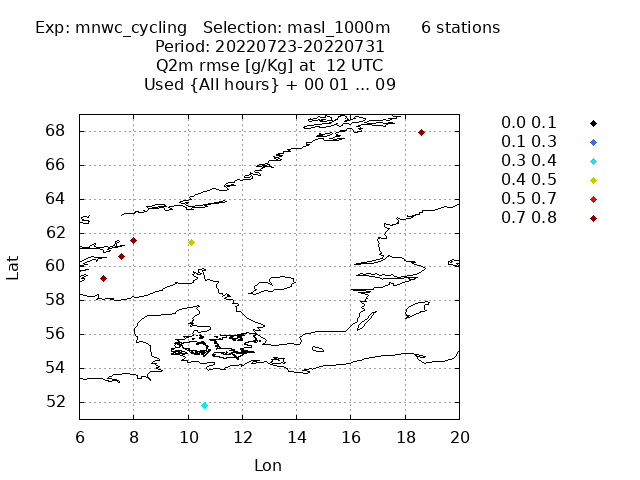 Exp: mnwc_cycling   Selection: masl_1000m      6 stations
Period: 20220723-20220731
Q2m rmse [g/Kg] at  12 UTC
Used {All hours} + 00 01 ... 09
0.0 0.1
0.1 0.3
0.3 0.4
0.4 0.5
0.5 0.7
0.7 0.8
68
66
64
62
60
58
56
54
52
Lat
6 8 10 12 14 16 18 20
Lon